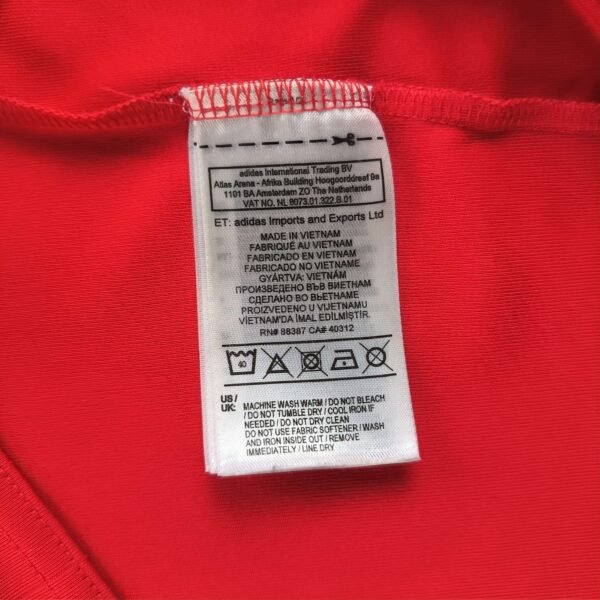 adidas International Trading BV
Atlas Arena - Afrika Building Hoogoorddreef 9a
1101 BA Amsterdam ZO The Netherlands
VAT NO. NL 8073.01.322.B.01
ET: adidas Imports and Exports Ltd
MADE IN VIETNAM
FABRIQUÉ AU VIETNAM
FABRICADO EN VIETNAM
FABRICADO NO VIETNAME
GYÁRTVA: VIETNÁM
ПРОИЗВЕДЕНО ВЪВ ВИЕТНАМ
СДЕЛАНО ВО ВЬЕТНАМЕ
PROIZVEDENO U VIJETNAMU
VİETNAM'DA İMAL EDİLMİŞTİR.
RN# 88387 CA# 40312
40
US/
UK: MACHINE WASH WARM / DO NOT BLEACH
/ DO NOT TUMBLE DRY / COOL IRON IF
NEEDED / DO NOT DRY CLEAN
DO NOT USE FABRIC SOFTENER / WASH
AND IRON INSIDE OUT / REMOVE
IMMEDIATELY / LINE DRY